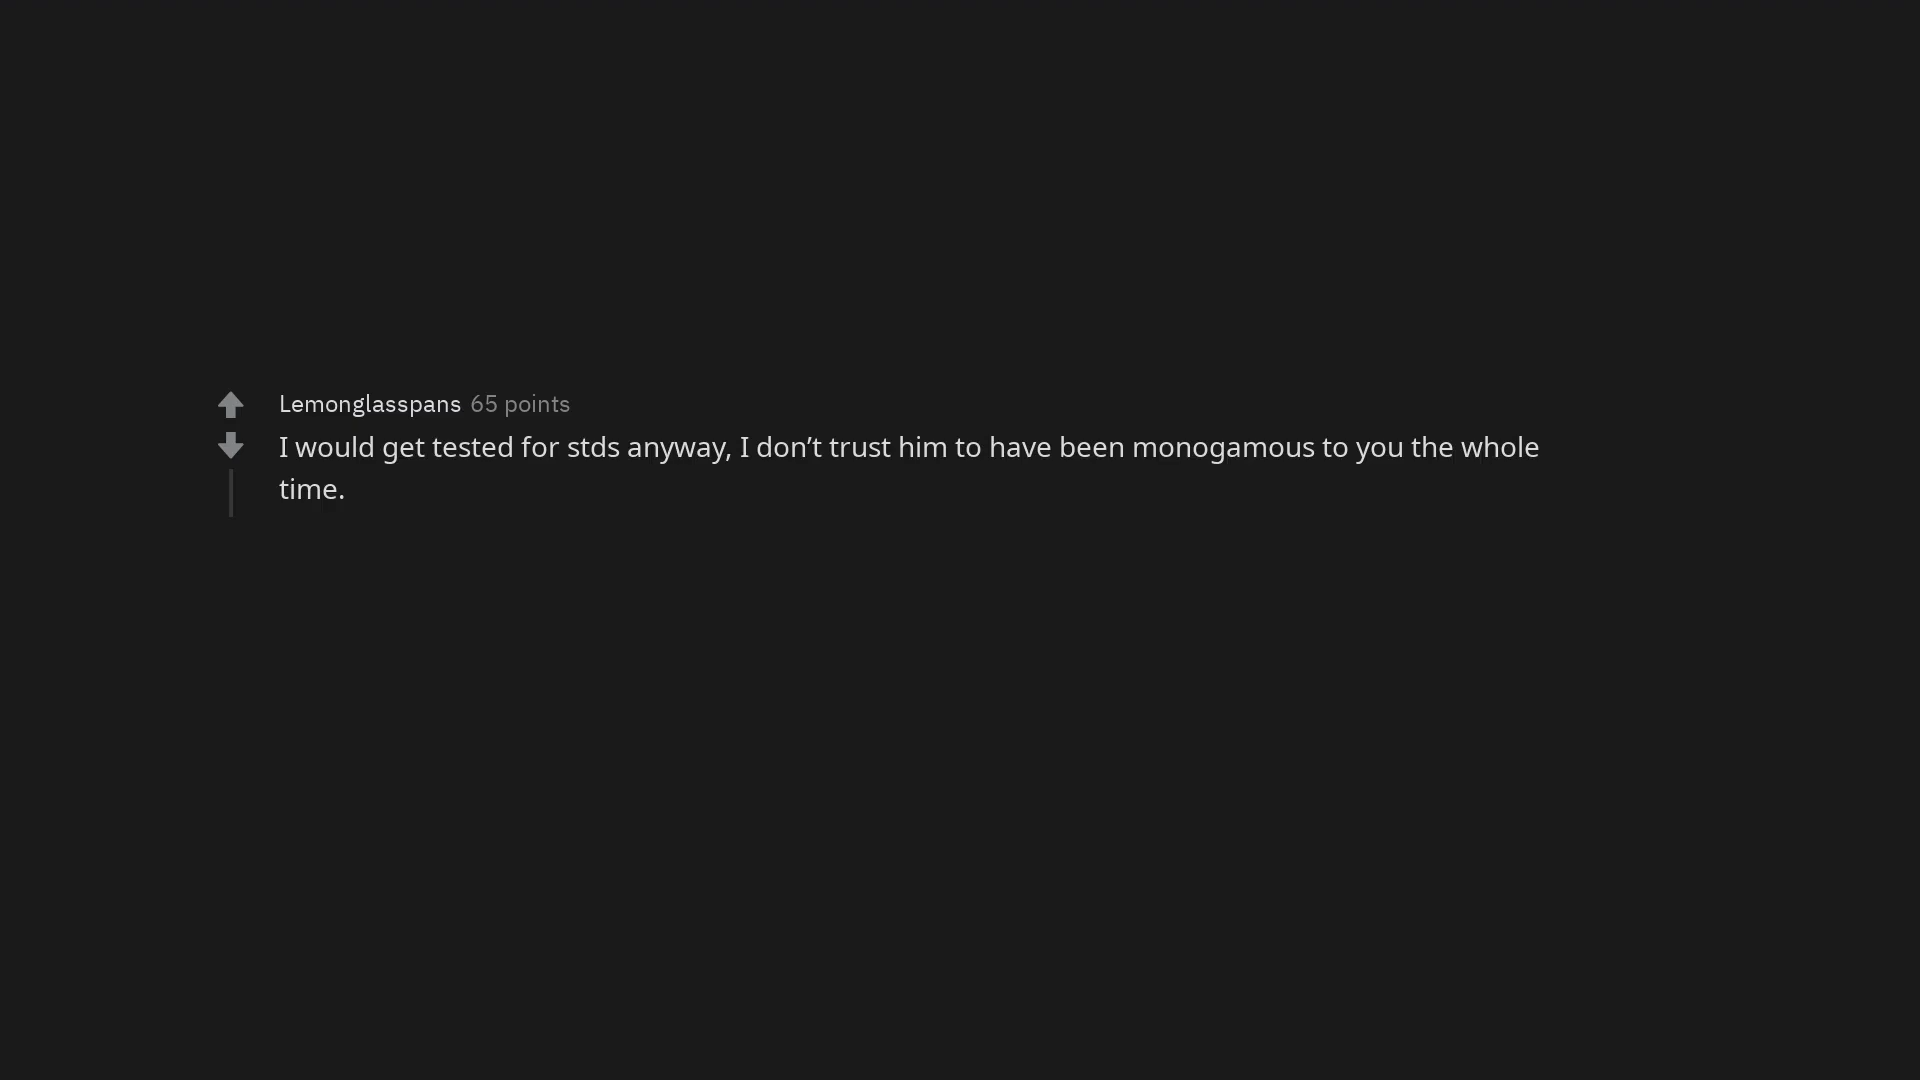 Lemonglasspans 65 points
I would get tested for stds anyway, I don’t trust him to have been monogamous to you the whole
time.